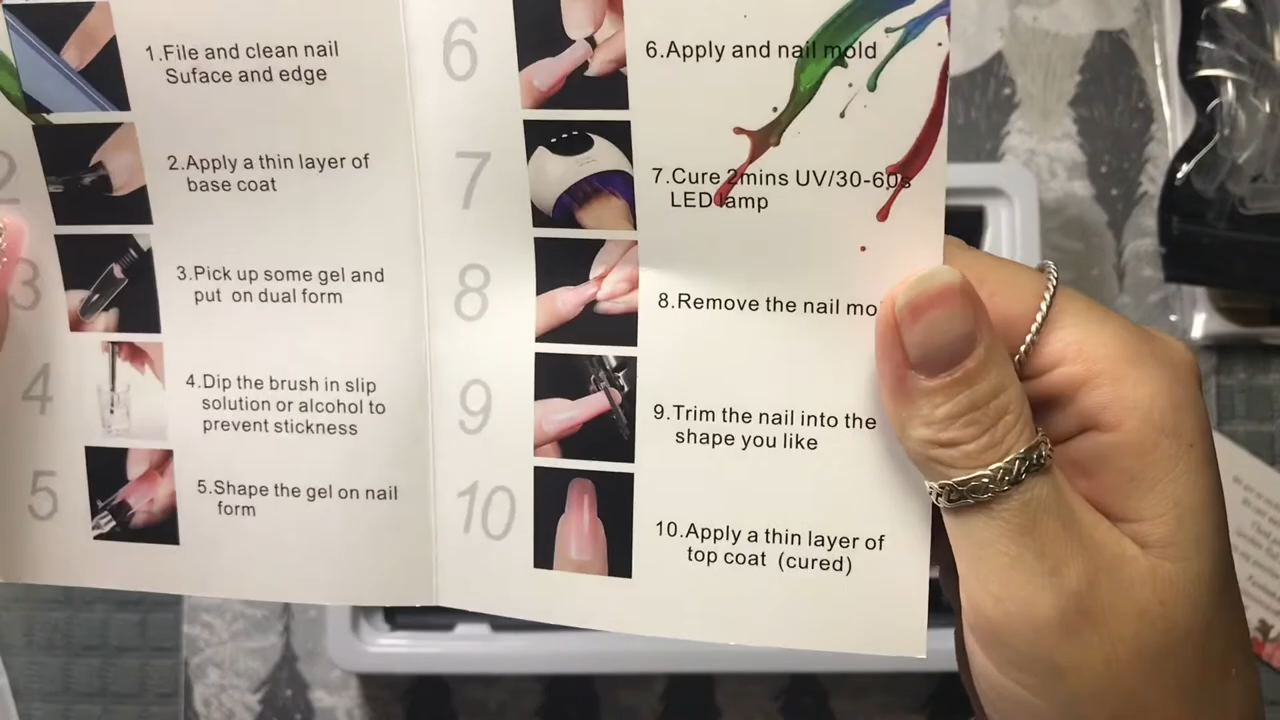 1.File and clean nail
Suface and edge
2
2.Apply a thin layer of
base coat
3
3.Pick up some gel and
put on dual form
4
4.Dip the brush in slip
solution or alcohol to
prevent stickness
5
5.Shape the gel on nail
form
6
6.Apply and nail mold
7
7.Cure 2mins UV/30-60s
LED lamp
8
8.Remove the nail mo
9
9.Trim the nail into the
shape you like
10
10.Apply a thin layer of
top coat (cured)